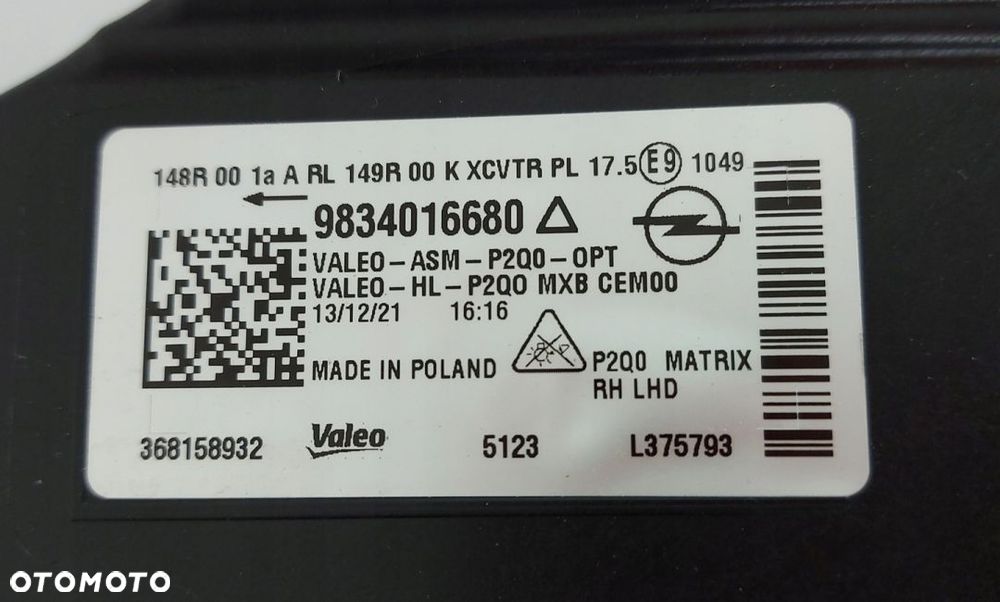 148R 00 1a A RL 149R 00 K XCVTR PL 17.5 E9 1049
9834016680
VALEO-ASM-P2Q0-OPT
VALEO-HL-P2QO MXB CEM00
13/12/21 16:16
MADE IN POLAND
P2Q0 MATRIX
RH LHD
368158932 Valeo 5123 L375793
OTOMOTO